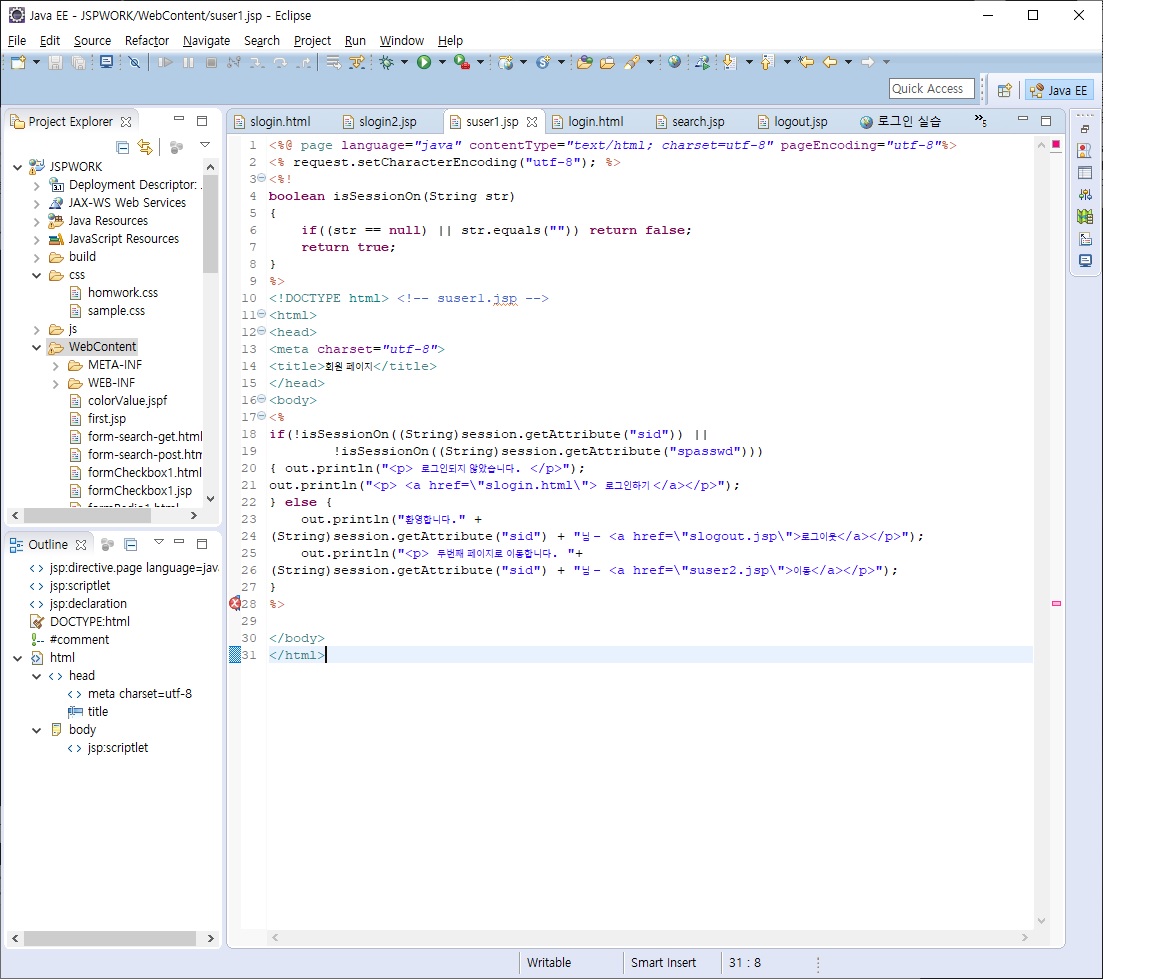 Java EE - JSPWORK/WebContent/suser1.jsp - Eclipse
File Edit Source Refactor Navigate Search Project Run Window Help
Quick Access
Java EE
Project Explorer
JSPWORK
Deployment Descriptor: 
JAX-WS Web Services
Java Resources
JavaScript Resources
build
css
homwork.css
sample.css
js
WebContent
META-INF
WEB-INF
colorValue.jspf
first.jsp
form-search-get.html
form-search-post.htm
formCheckbox1.html
formCheckbox1.jsp
Outline
jsp:directive.page language=jav
jsp:scriptlet
jsp:declaration
DOCTYPE:html
#comment
html
head
meta charset=utf-8
title
body
jsp:scriptlet
slogin.html slogin2.jsp suser1.jsp login.html search.jsp logout.jsp 로그인 실습 »5
1 <%@ page language="java" contentType="text/html; charset=utf-8" pageEncoding="utf-8"%>
2 <% request.setCharacterEncoding("utf-8"); %>
3 <%!
4 boolean isSessionOn(String str)
5 {
6 if((str == null) || str.equals("")) return false;
7 return true;
8 }
9 %>
10 <!DOCTYPE html> <!-- suser1.jsp -->
11 <html>
12 <head>
13 <meta charset="utf-8">
14 <title>회원 페이지</title>
15 </head>
16 <body>
17 <%
18 if(!isSessionOn((String)session.getAttribute("sid")) ||
19 !isSessionOn((String)session.getAttribute("spasswd")))
20 { out.println("<p> 로그인되지 않았습니다. </p>");
21 out.println("<p> <a href=\"slogin.html\"> 로그인하기 </a></p>");
22 } else {
23 out.println("환영합니다." +
24 (String)session.getAttribute("sid") + "님 - <a href=\"slogout.jsp\">로그아웃</a></p>");
25 out.println("<p> 두번째 페이지로 이동합니다. "+
26 (String)session.getAttribute("sid") + "님 - <a href=\"suser2.jsp\">이동</a></p>");
27 }
28 %>
29
30 </body>
31 </html>
Writable Smart Insert 31 : 8